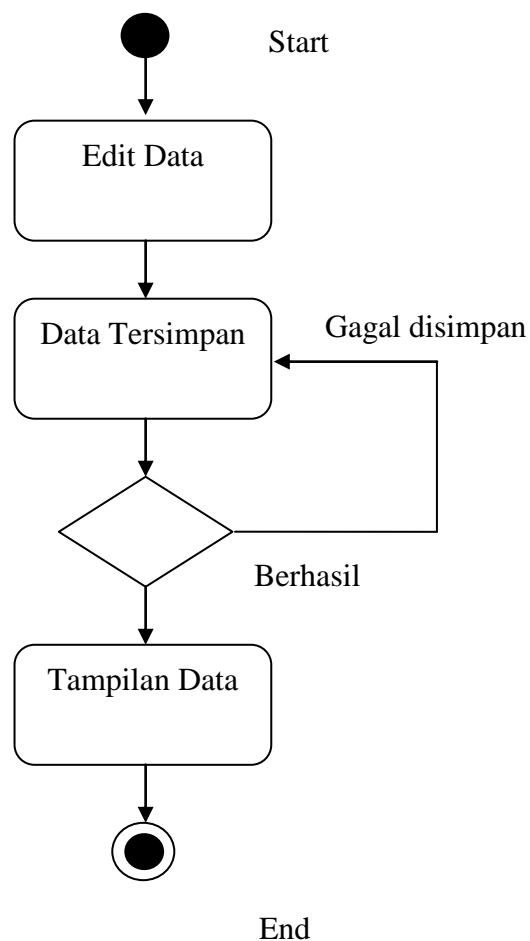 Start
Edit Data
Data Tersimpan
Gagal disimpan
Berhasil
Tampilan Data
End